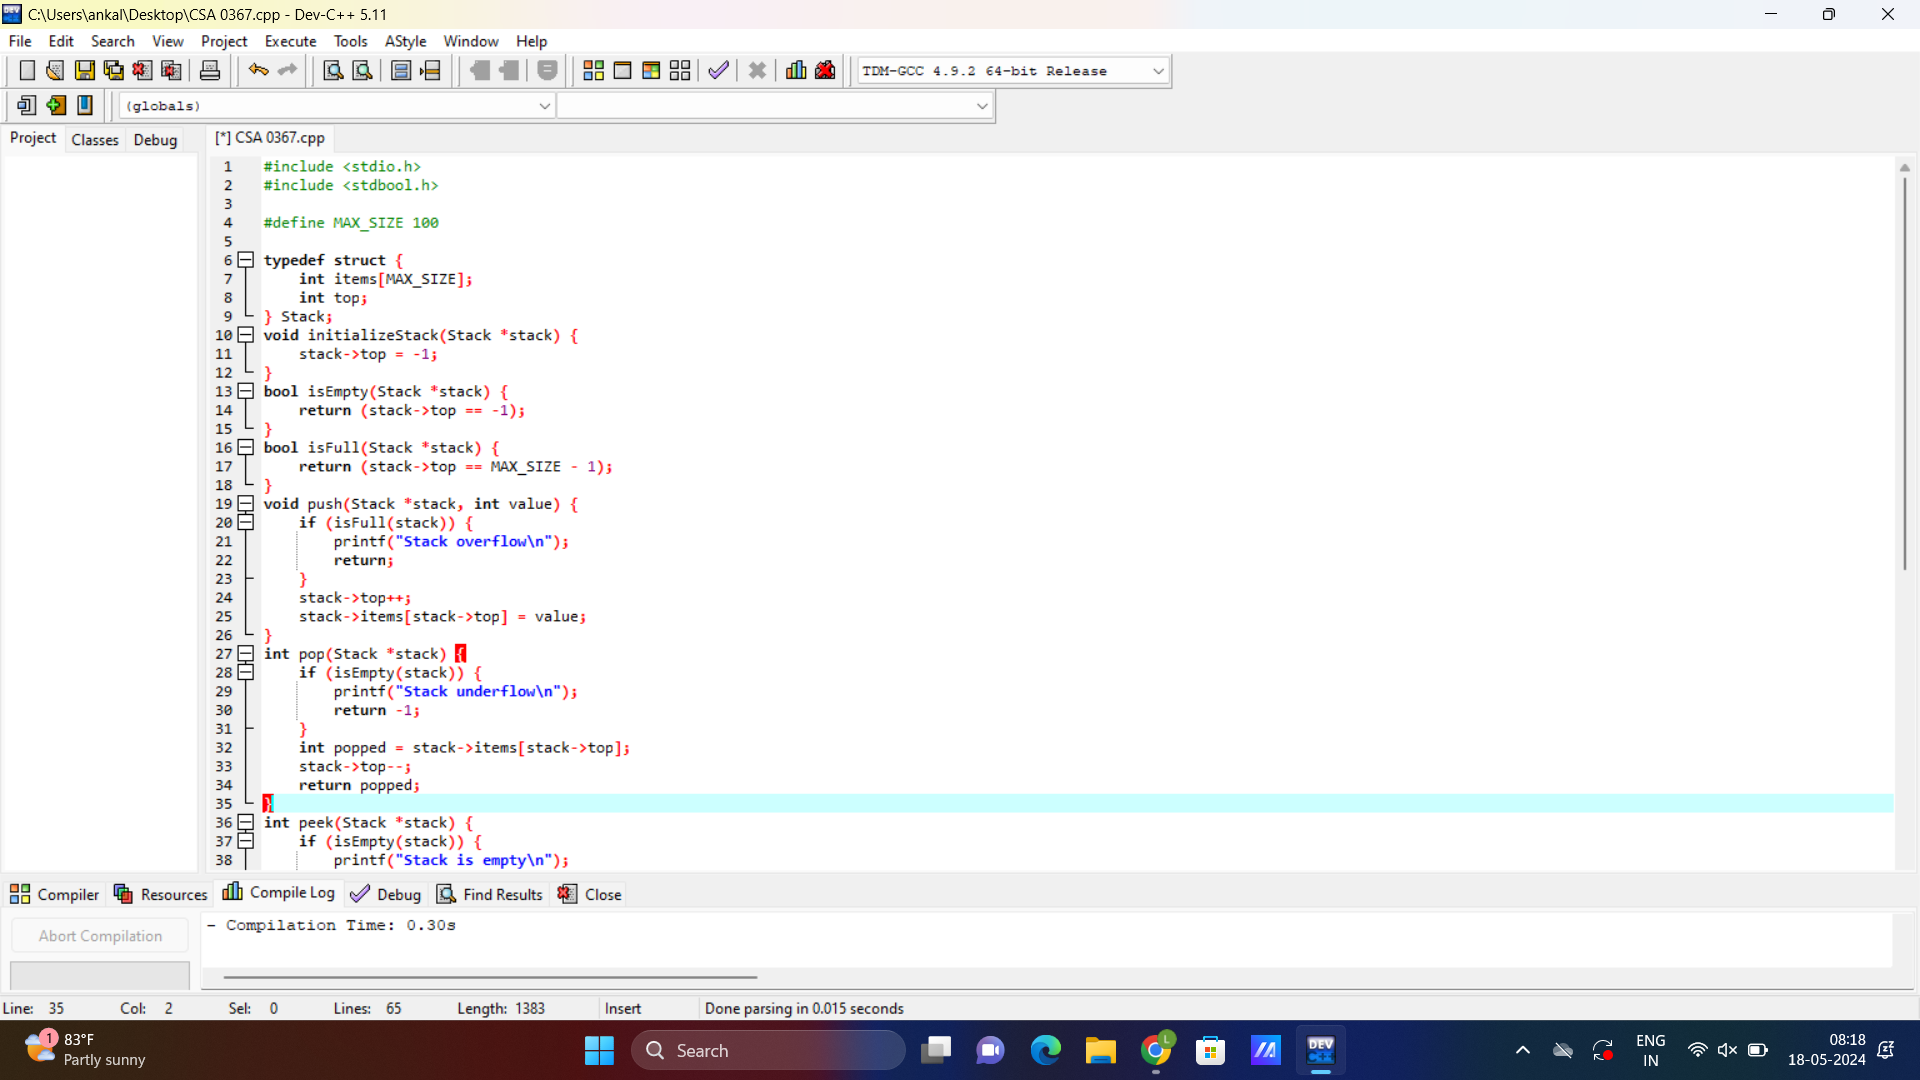 C:\Users\ankal\Desktop\CSA 0367.cpp - Dev-C++ 5.11
File Edit Search View Project Execute Tools AStyle Window Help
TDM-GCC 4.9.2 64-bit Release
(globals)
Project Classes Debug
[*] CSA 0367.cpp
1 #include <stdio.h>
2 #include <stdbool.h>
3
4 #define MAX_SIZE 100
5
6 typedef struct {
7 int items[MAX_SIZE];
8 int top;
9 } Stack;
10 void initializeStack(Stack *stack) {
11 stack->top = -1;
12 }
13 bool isEmpty(Stack *stack) {
14 return (stack->top == -1);
15 }
16 bool isFull(Stack *stack) {
17 return (stack->top == MAX_SIZE - 1);
18 }
19 void push(Stack *stack, int value) {
20 if (isFull(stack)) {
21 printf("Stack overflow\n");
22 return;
23 }
24 stack->top++;
25 stack->items[stack->top] = value;
26 }
27 int pop(Stack *stack) {
28 if (isEmpty(stack)) {
29 printf("Stack underflow\n");
30 return -1;
31 }
32 int popped = stack->items[stack->top];
33 stack->top--;
34 return popped;
35 }
36 int peek(Stack *stack) {
37 if (isEmpty(stack)) {
38 printf("Stack is empty\n");
Compiler Resources Compile Log Debug Find Results Close
Abort Compilation
- Compilation Time: 0.30s
Line: 35 Col: 2 Sel: 0 Lines: 65 Length: 1383 Insert Done parsing in 0.015 seconds
1
83°F
Partly sunny
Search
L
DEV
C++
ENG
IN
08:18
18-05-2024